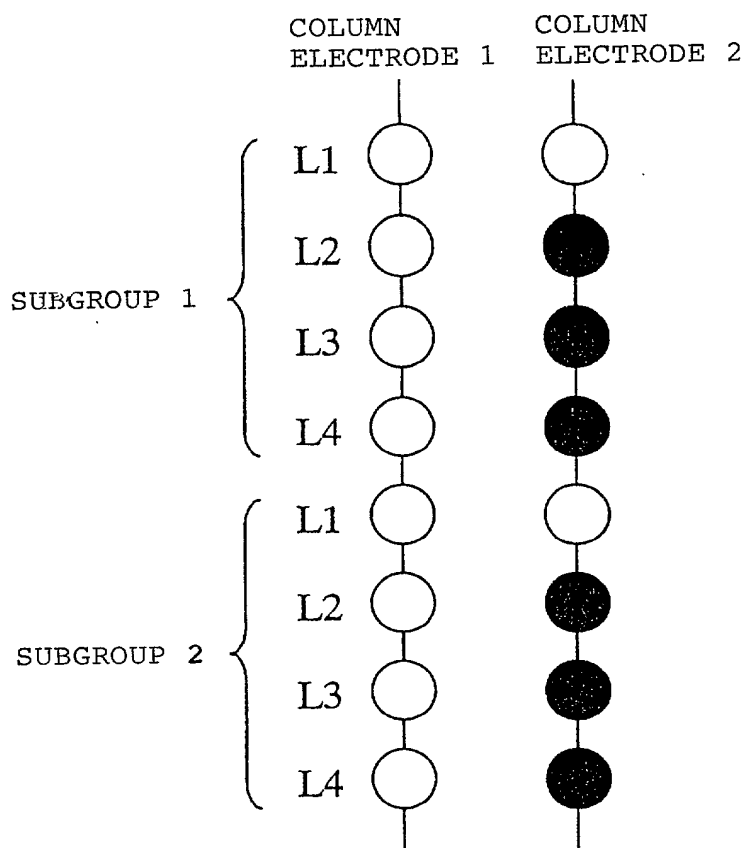 COLUMN
ELECTRODE 1
COLUMN
ELECTRODE 2
L1
L2
SUBGROUP 1
L3
L4
L1
L2
SUBGROUP 2
L3
L4